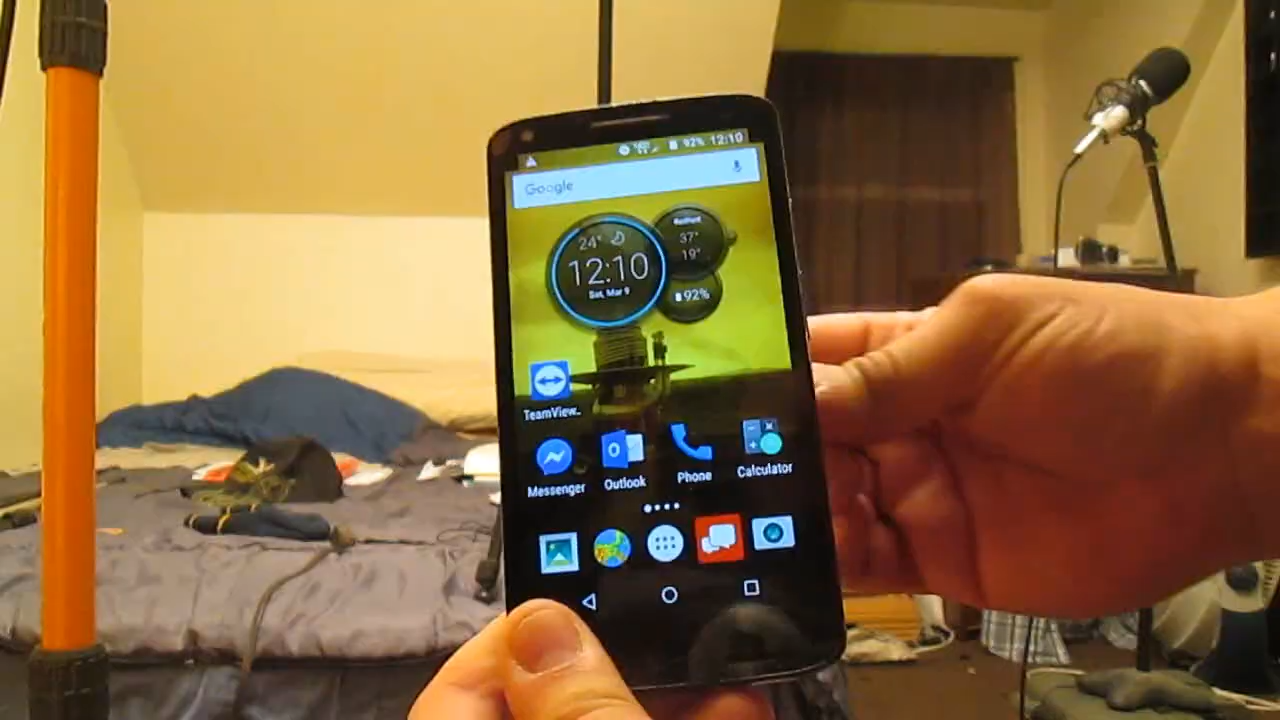 92% 12:10
Google
24°
12:10
Sat, Mar 9
37°
19°
92%
TeamView..
Messenger
Outlook
Phone
Calculator